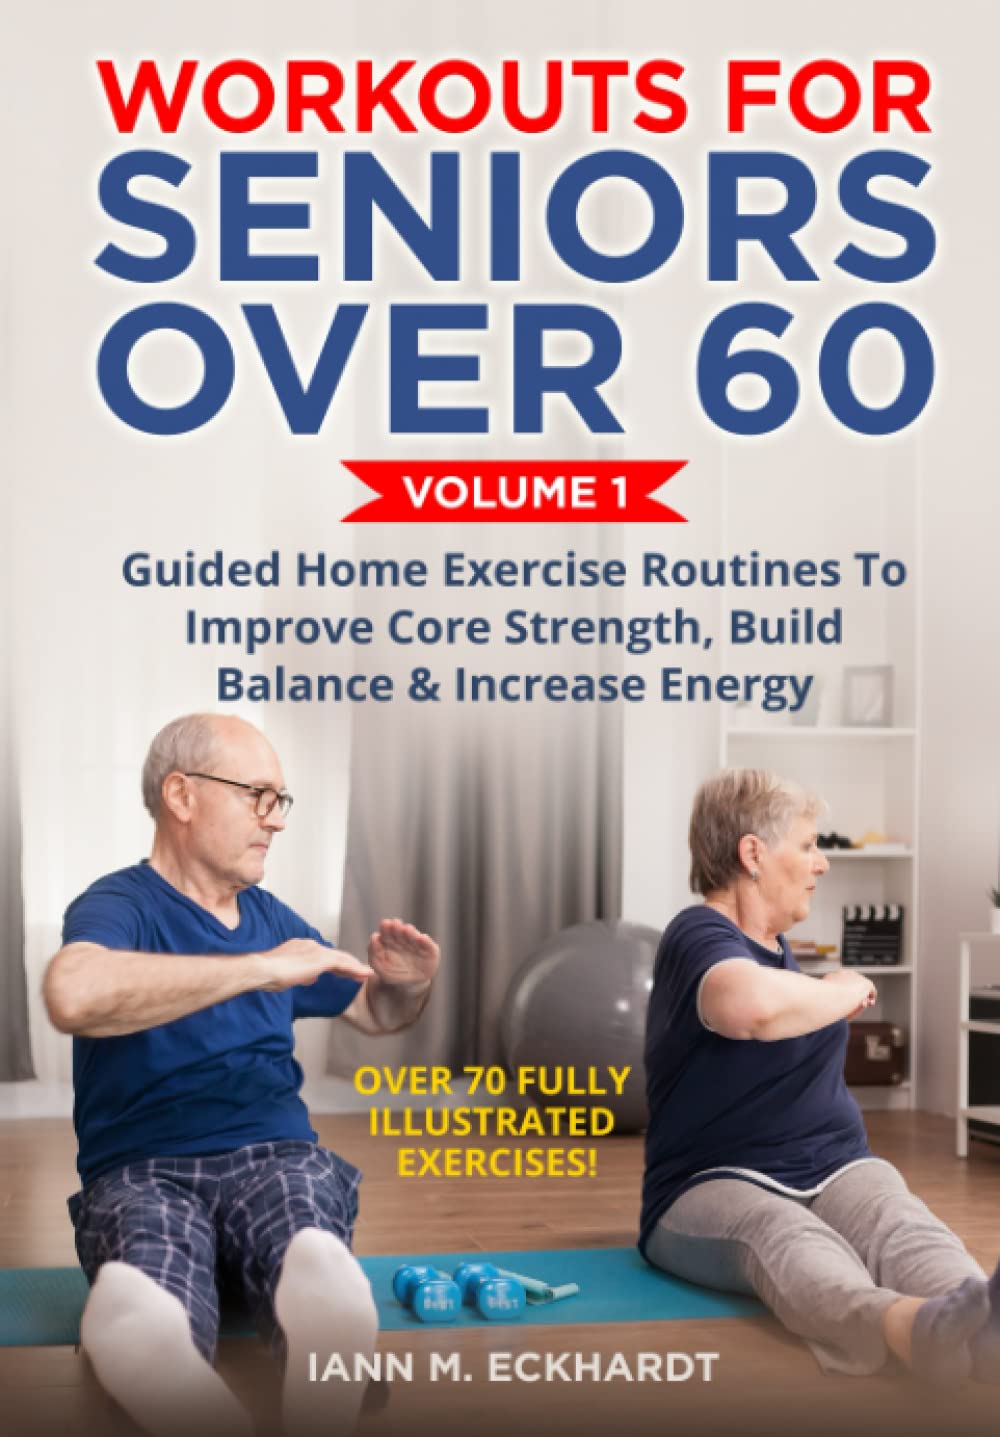 WORKOUTS FOR
SENIORS
OVER 60
VOLUME 1
Guided Home Exercise Routines To
Improve Core Strength, Build
Balance & Increase Energy
OVER 70 FULLY
ILLUSTRATED
EXERCISES!
IANN M. ECKHARDT